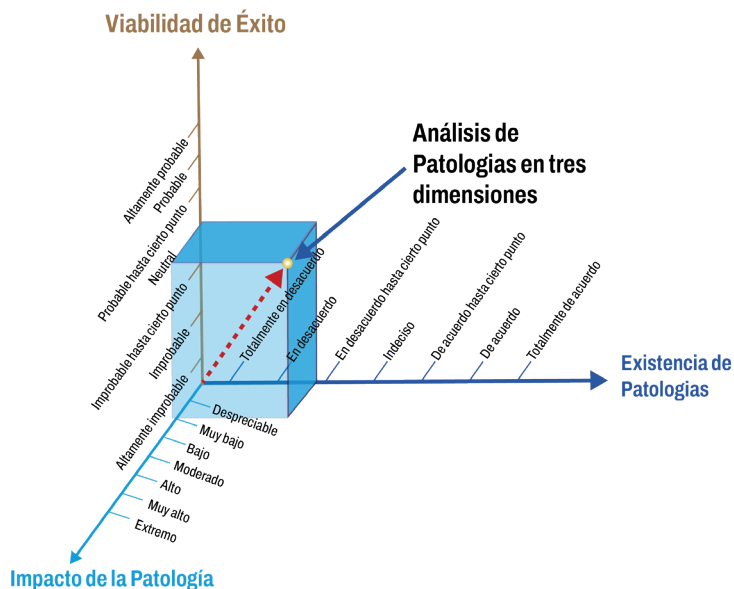 Viabilidad de Éxito
Análisis de
Patologias en tres
dimensiones
Altamente probable
Probable
Probable hasta cierto punto
Neutral
Improbable hasta cierto punto
Improbable
Altamente improbable
Totalmente en desacuerdo
En desacuerdo
En desacuerdo hasta cierto punto
Indeciso
De acuerdo hasta cierto punto
De acuerdo
Totalmente de acuerdo
Existencia de
Patologias
Despreciable
Muy bajo
Bajo
Moderado
Alto
Muy alto
Extremo
Impacto de la Patología